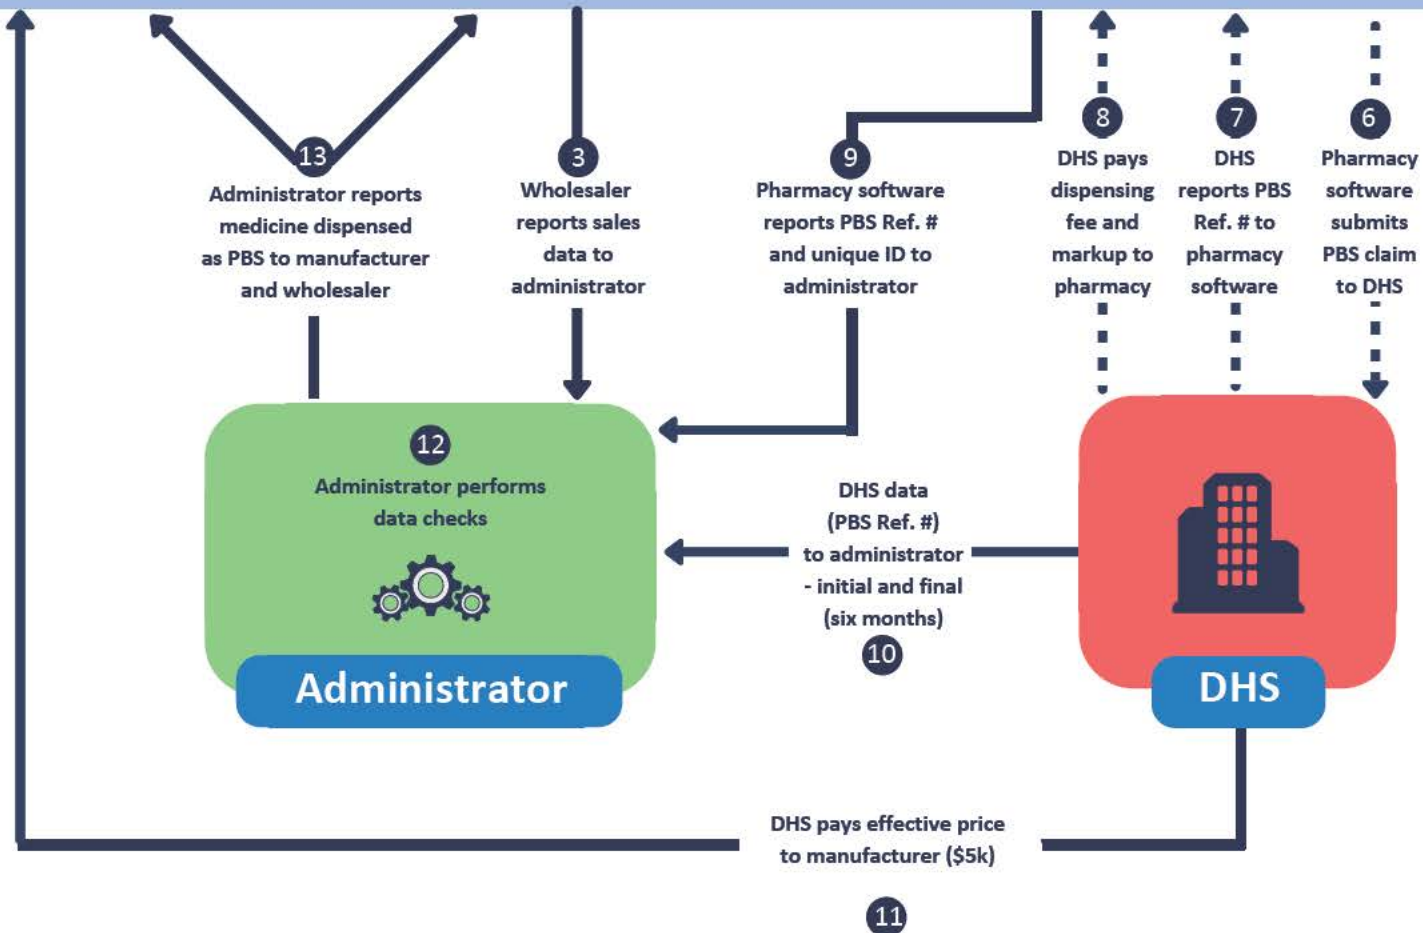 13
Administrator reports
medicine dispensed
as PBS to manufacturer
and wholesaler
3
Wholesaler
reports sales
data to
administrator
9
Pharmacy software
reports PBS Ref. #
and unique ID to
administrator
8
DHS pays
dispensing
fee and
markup to
pharmacy
7
DHS
reports PBS
Ref. # to
pharmacy
software
6
Pharmacy
software
submits
PBS claim
to DHS
12
Administrator performs
data checks
Administrator
DHS data
(PBS Ref. #)
to administrator
- initial and final
(six months)
10
DHS
DHS pays effective price
to manufacturer ($5k)
11